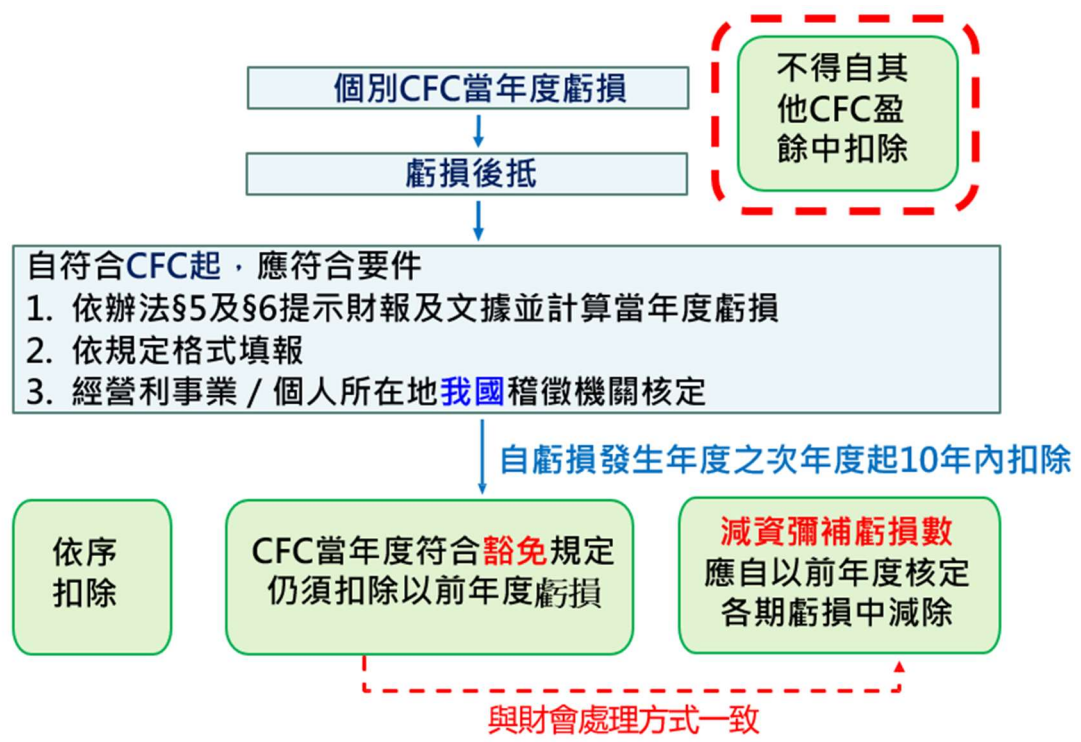 個別CFC當年度虧損
不得自其
他CFC盈
餘中扣除
虧損後抵
自符合CFC起，應符合要件
1. 依辦法§5及§6提示財報及文據並計算當年度虧損
2. 依規定格式填報
3. 經營利事業 / 個人所在地我國稽徵機關核定
自虧損發生年度之次年度起10年內扣除
依序
扣除
CFC當年度符合豁免規定
仍須扣除以前年度虧損
減資彌補虧損數
應自以前年度核定
各期虧損中減除
與財會處理方式一致